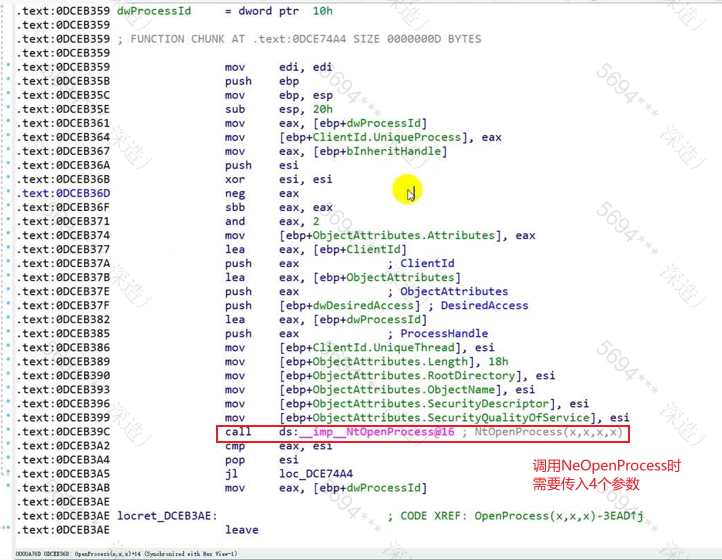 .text:0DCEB359 dwProcessId     = dword ptr  10h
.text:0DCEB359
.text:0DCEB359 ; FUNCTION CHUNK AT .text:0DCE74A4 SIZE 0000000D BYTES
.text:0DCEB359
.text:0DCEB359                 mov     edi, edi
.text:0DCEB35B                 push    ebp
.text:0DCEB35C                 mov     ebp, esp
.text:0DCEB35E                 sub     esp, 20h
.text:0DCEB361                 mov     eax, [ebp+dwProcessId]
.text:0DCEB364                 mov     [ebp+ClientId.UniqueProcess], eax
.text:0DCEB367                 mov     eax, [ebp+bInheritHandle]
.text:0DCEB36A                 push    esi
.text:0DCEB36B                 xor     esi, esi
.text:0DCEB36D                 neg     eax
.text:0DCEB36F                 sbb     eax, eax
.text:0DCEB371                 and     eax, 2
.text:0DCEB374                 mov     [ebp+ObjectAttributes.Attributes], eax
.text:0DCEB377                 lea     eax, [ebp+ClientId]
.text:0DCEB37A                 push    eax             ; ClientId
.text:0DCEB37B                 lea     eax, [ebp+ObjectAttributes]
.text:0DCEB37E                 push    eax             ; ObjectAttributes
.text:0DCEB37F                 push    [ebp+dwDesiredAccess] ; DesiredAccess
.text:0DCEB382                 lea     eax, [ebp+dwProcessId]
.text:0DCEB385                 push    eax             ; ProcessHandle
.text:0DCEB386                 mov     [ebp+ClientId.UniqueThread], esi
.text:0DCEB389                 mov     [ebp+ObjectAttributes.Length], 18h
.text:0DCEB390                 mov     [ebp+ObjectAttributes.RootDirectory], esi
.text:0DCEB393                 mov     [ebp+ObjectAttributes.ObjectName], esi
.text:0DCEB396                 mov     [ebp+ObjectAttributes.SecurityDescriptor], esi
.text:0DCEB399                 mov     [ebp+ObjectAttributes.SecurityQualityOfService], esi
.text:0DCEB39C                 call    ds:__imp__NtOpenProcess@16 ; NtOpenProcess(x,x,x,x)
.text:0DCEB3A2                 cmp     eax, esi
.text:0DCEB3A4                 pop     esi
.text:0DCEB3A5                 jl      loc_DCE74A4
.text:0DCEB3AB                 mov     eax, [ebp+dwProcessId]
调用NeOpenProcess时
需要传入4个参数
.text:0DCEB3AE
.text:0DCEB3AE locret_DCEB3AE:                         ; CODE XREF: OpenProcess(x,x,x)-3EAD↑j
.text:0DCEB3AE                 leave
0000A76D 0DCEB36D: OpenProcess(x,x,x)+14 (Synchronized with Hex View-1)
5694***
深造